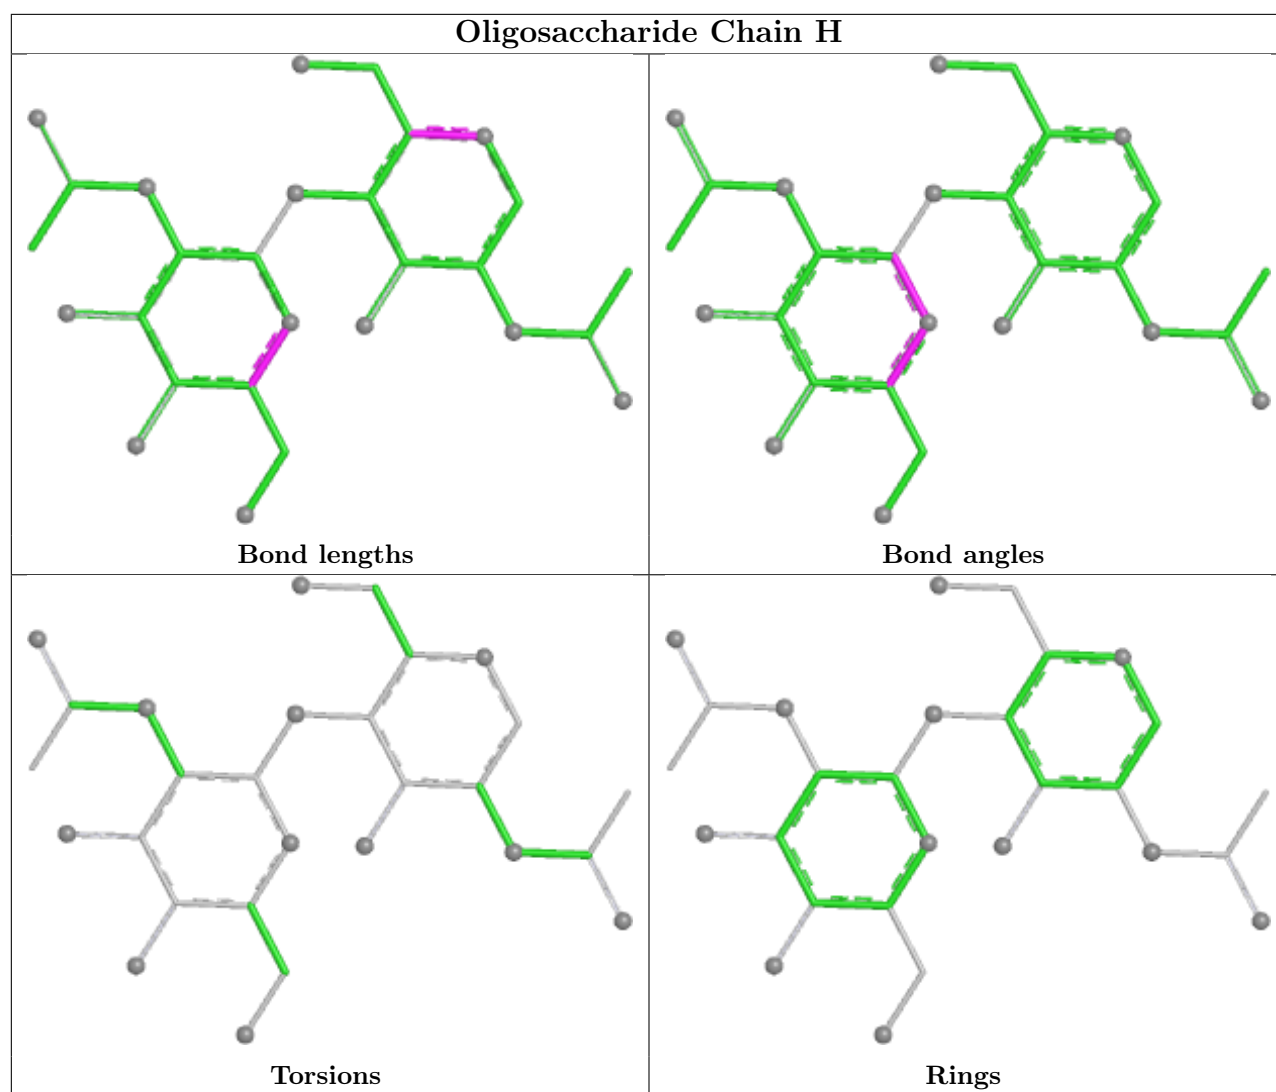 Oligosaccharide Chain H
Bond lengths
Bond angles
Torsions
Rings